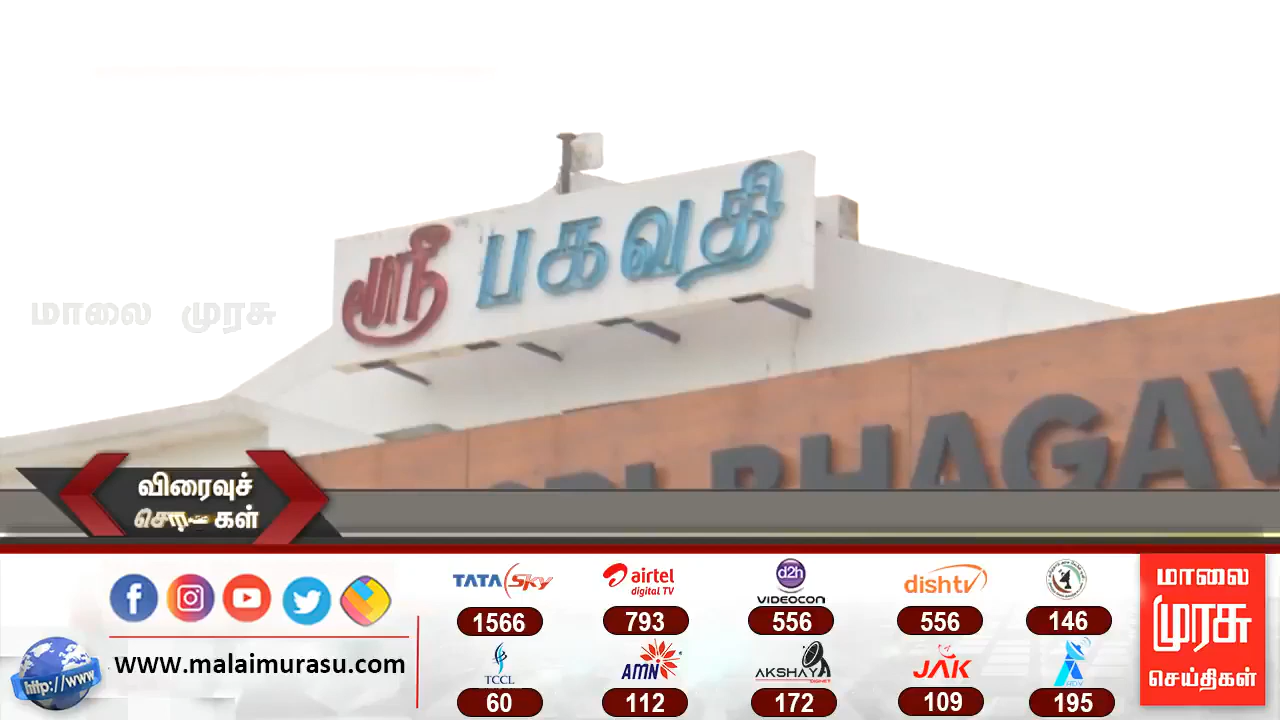 ஸ்ரீ பகவதி
மாலை முரசு
SRI BHAGAV
விரைவுச்
செய்திகள்
TATA Sky
1566
airtel
digital TV
793
d2h
VIDEOCON
556
dishtv
556
146
http://www
www.malaimurasu.com
TCCL
60
AMN
112
AKSHAYA
172
JAK
109
195
மாலை
முரசு
செய்திகள்